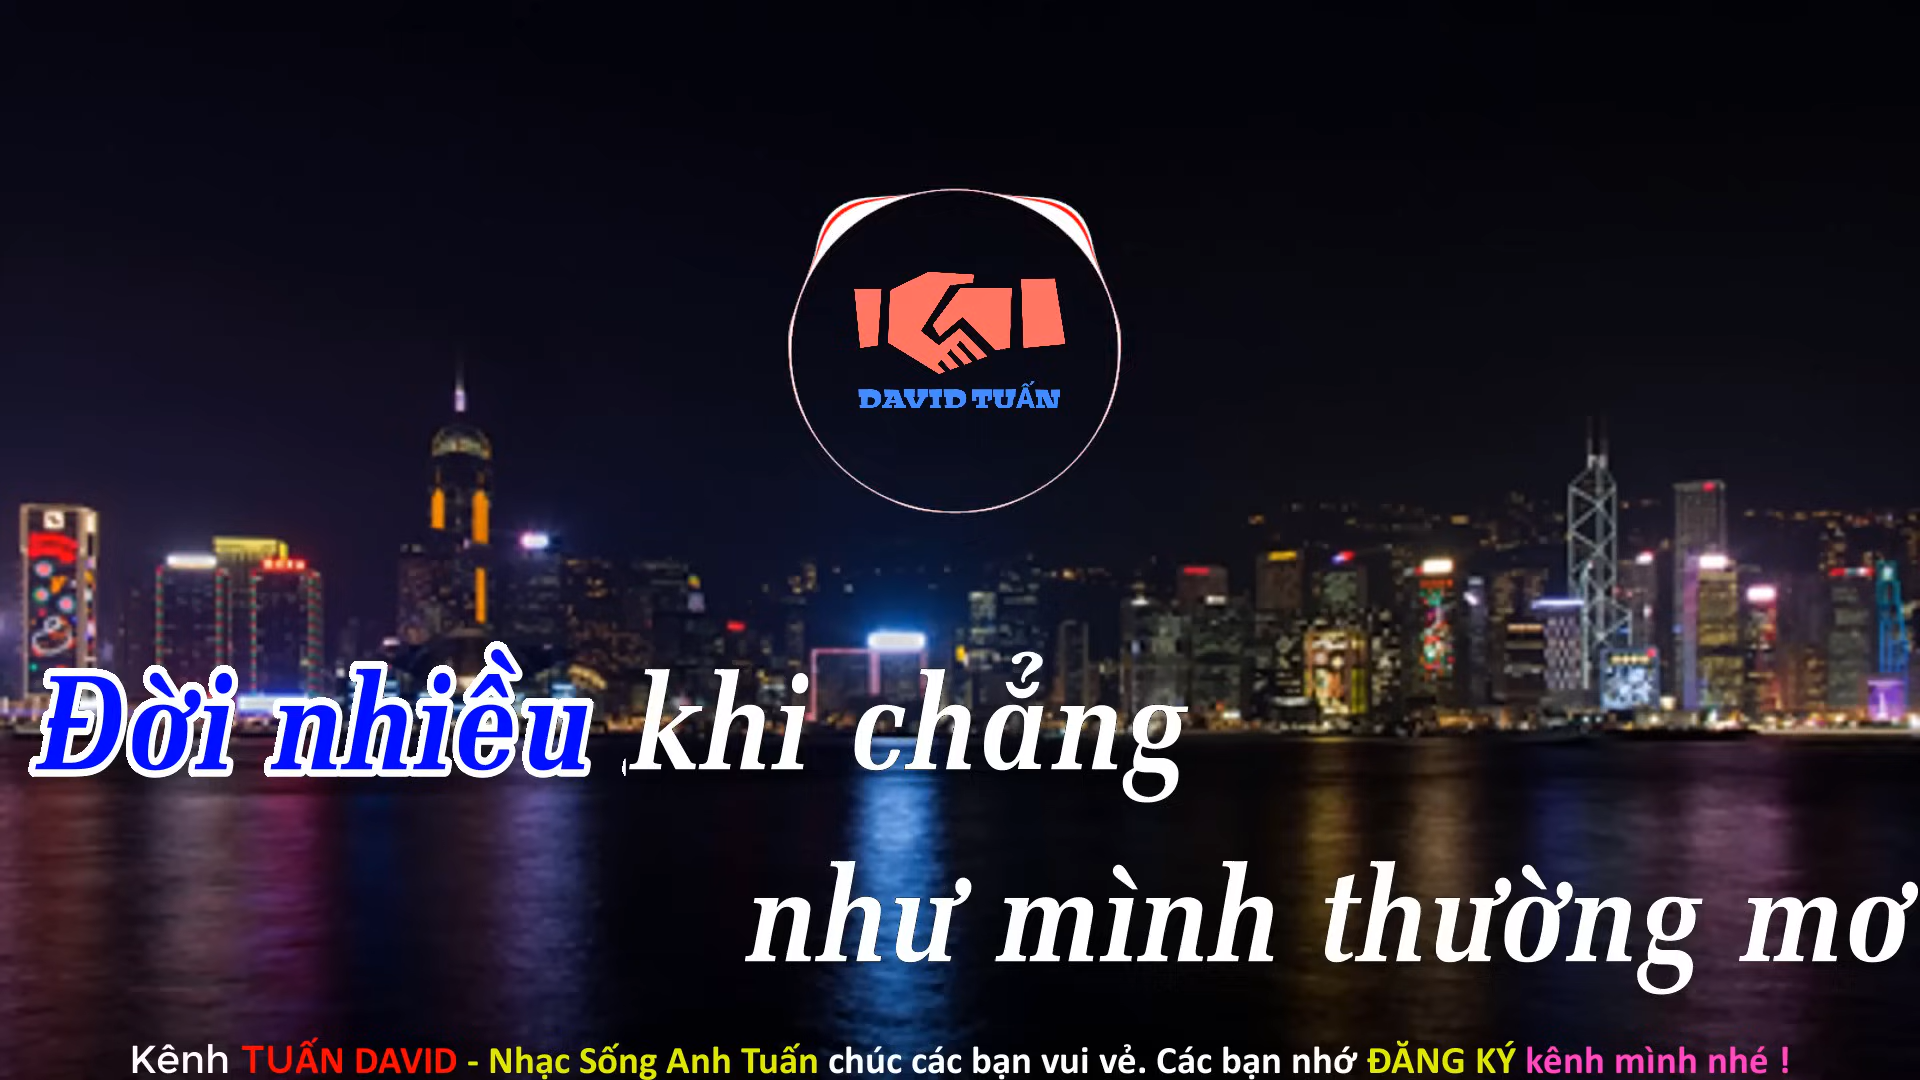 DAVID TUẤN
Đời nhiều khi chẳng
như mình thường mơ
Kênh TUẤN DAVID - Nhạc Sống Anh Tuấn chúc các bạn vui vẻ. Các bạn nhớ ĐĂNG KÝ kênh mình nhé !